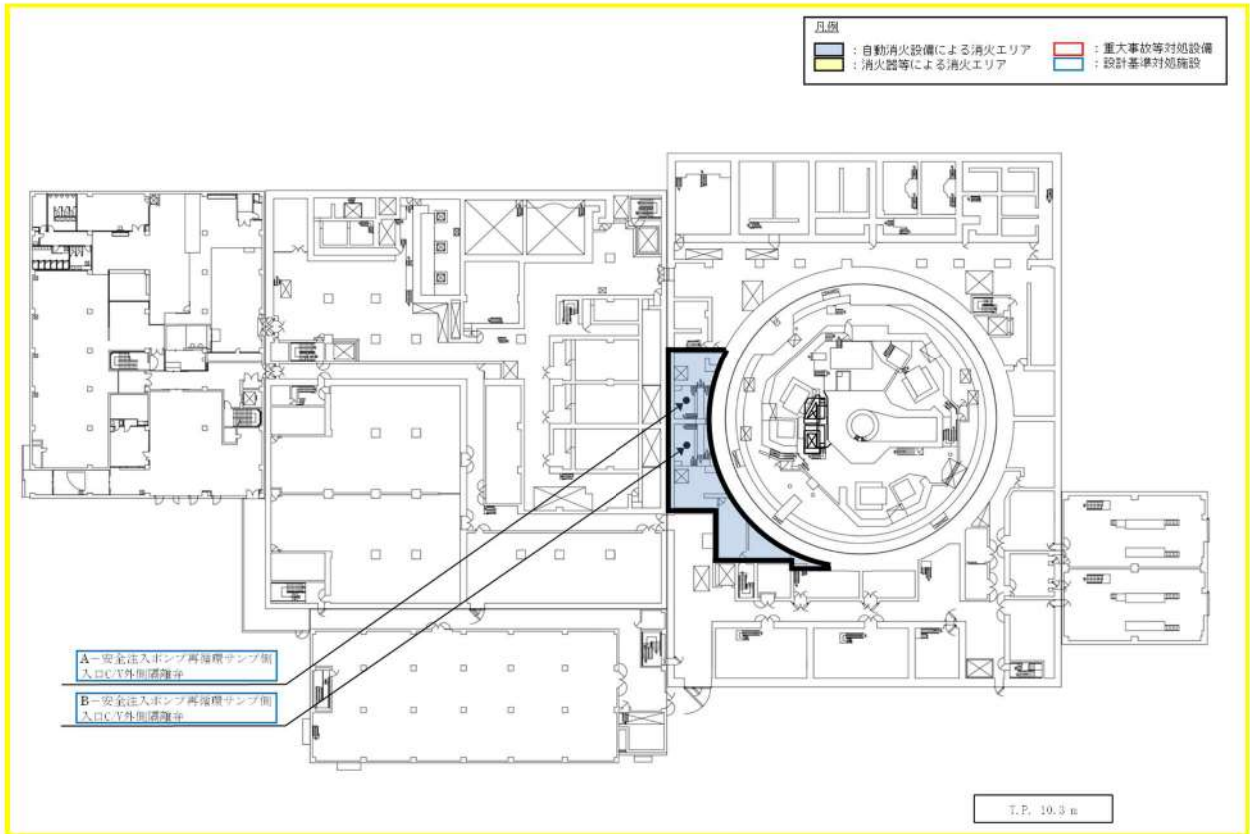 凡例
：自動消火設備による消火エリア
：重大事故等対処設備
：消火器等による消火エリア
：設計基準対処施設
A－安全注入ポンプ再循環サンプ側
入口C/V外側隔離弁
B－安全注入ポンプ再循環サンプ側
入口C/V外側隔離弁
T.P. 10.3 m